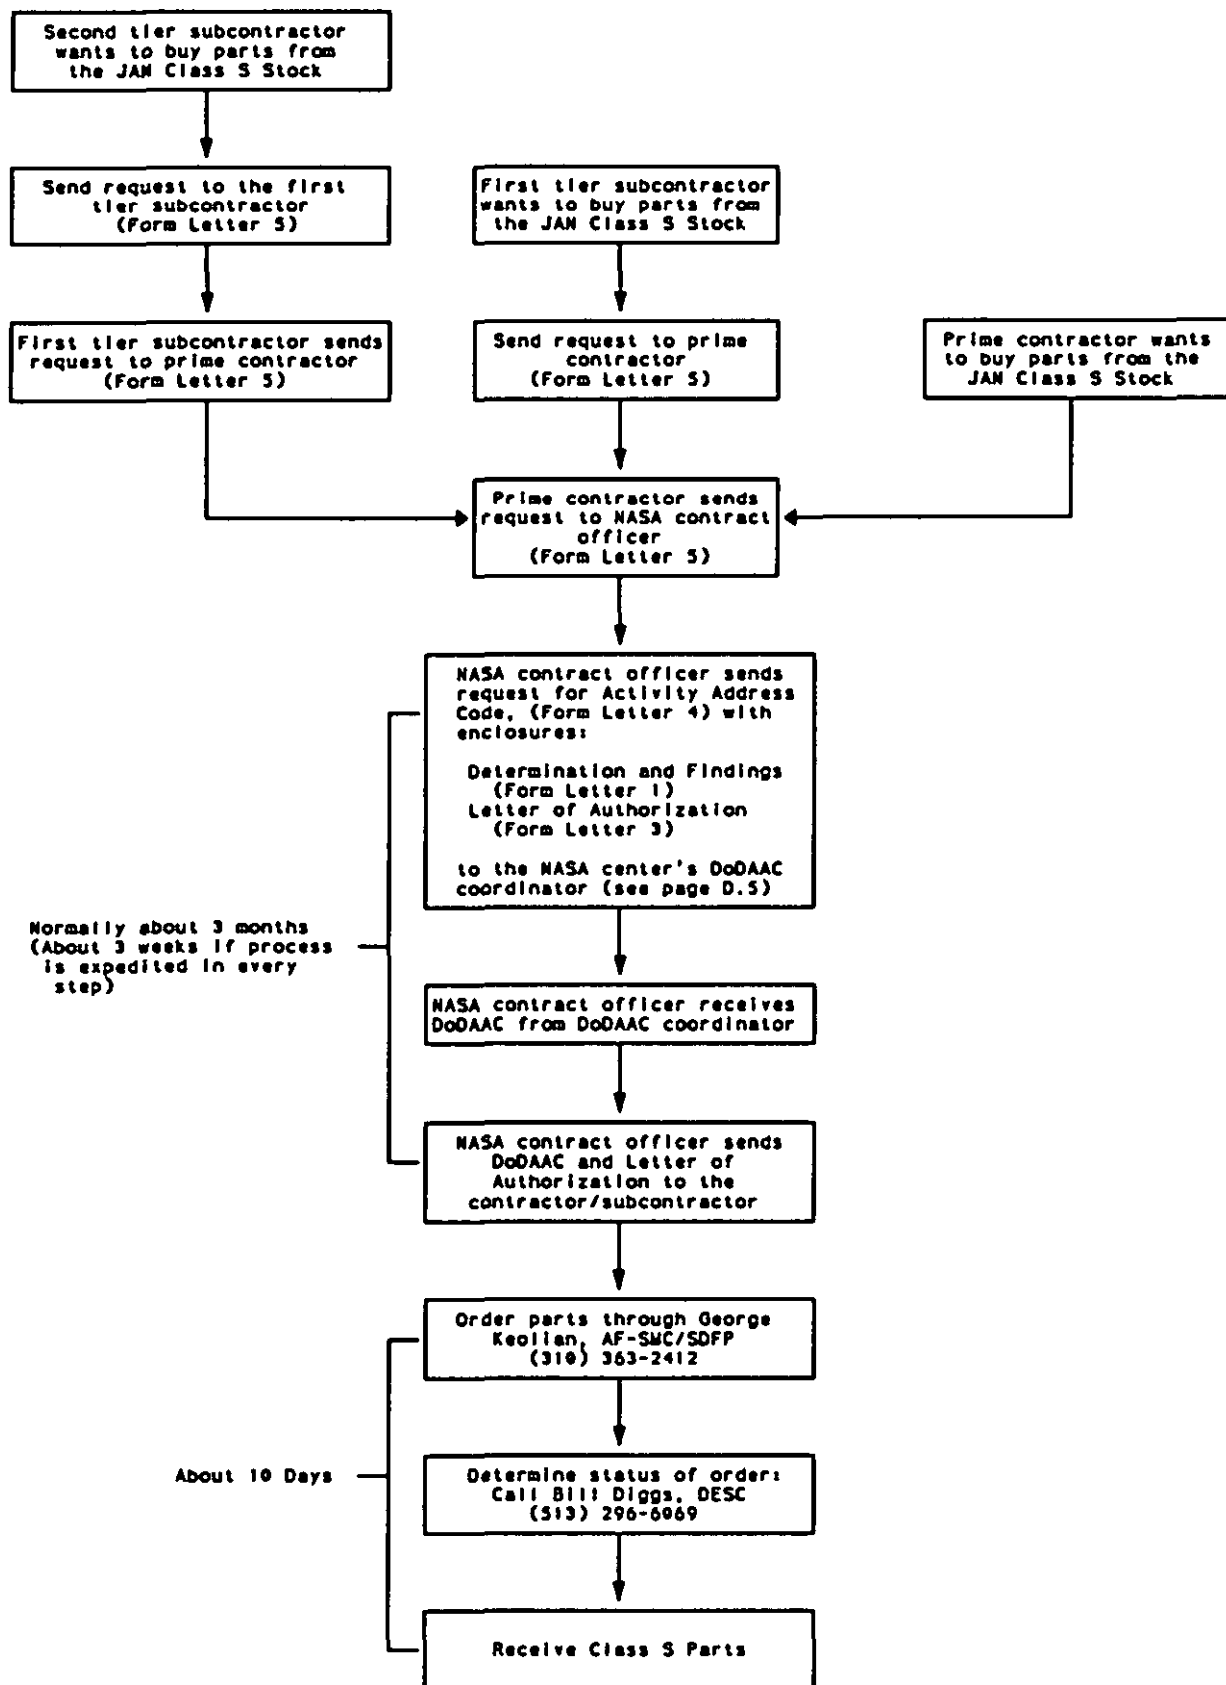 Second tier subcontractor
wants to buy parts from
the JAN Class S Stock
Send request to the first
tier subcontractor
(Form Letter 5)
First tier subcontractor
wants to buy parts from
the JAN Class S Stock
First tier subcontractor sends
request to prime contractor
(Form Letter 5)
Send request to prime
contractor
(Form Letter 5)
Prime contractor wants
to buy parts from the
JAN Class S Stock
Prime contractor sends
request to NASA contract
officer
(Form Letter 5)
NASA contract officer sends
request for Activity Address
Code, (Form Letter 4) with
enclosures:
Determination and Findings
(Form Letter 1)
Letter of Authorization
(Form Letter 3)
to the NASA center's DoDAAC
coordinator (see page D.5)
Normally about 3 months
(About 3 weeks if process
is expedited in every
step)
NASA contract officer receives
DoDAAC from DoDAAC coordinator
NASA contract officer sends
DoDAAC and Letter of
Authorization to the
contractor/subcontractor
Order parts through George
Keolian, AF-SMC/SDFP
(310) 363-2412
About 10 Days
Determine status of order:
Call Bill Diggs, DESC
(513) 296-6069
Receive Class S Parts